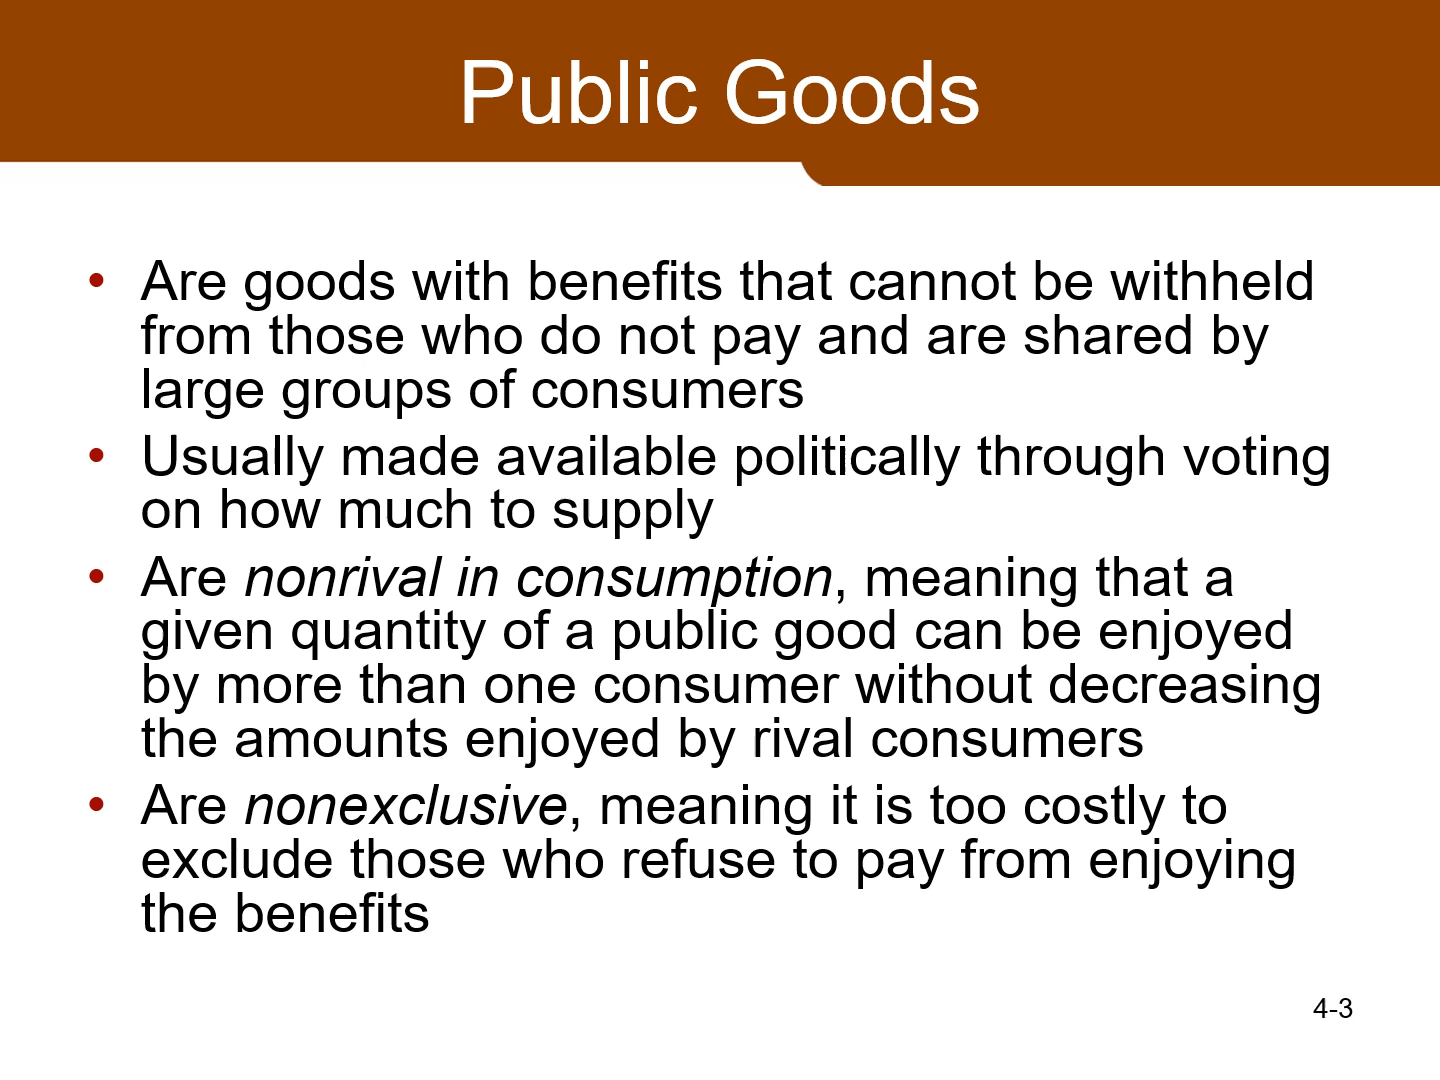 Public Goods
• Are goods with benefits that cannot be withheld
from those who do not pay and are shared by
large groups of consumers
• Usually made available politically through voting
on how much to supply
• Are nonrival in consumption, meaning that a
given quantity of a public good can be enjoyed
by more than one consumer without decreasing
the amounts enjoyed by rival consumers
• Are nonexclusive, meaning it is too costly to
exclude those who refuse to pay from enjoying
the benefits
4-3